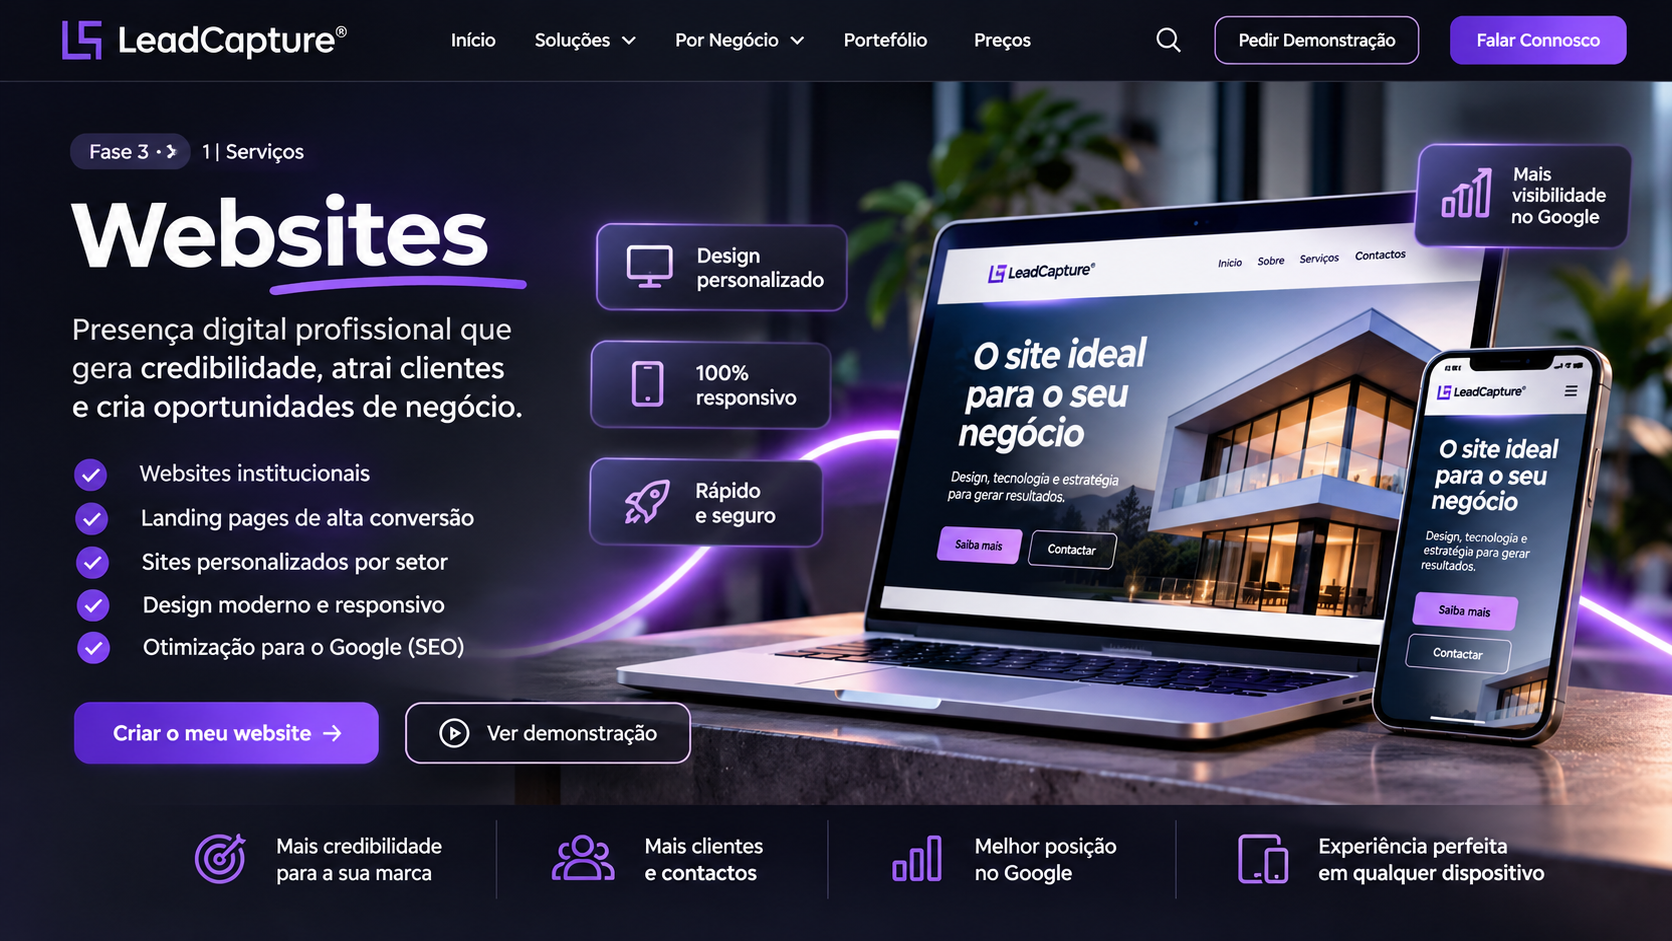 LeadCapture®
Início
Soluções
Por Negócio
Portefólio
Preços
Pedir Demonstração
Falar Connosco
Fase 3 ·
1 | Serviços
Websites
Presença digital profissional que
gera credibilidade, atrai clientes
e cria oportunidades de negócio.
Websites institucionais
Landing pages de alta conversão
Sites personalizados por setor
Design moderno e responsivo
Otimização para o Google (SEO)
Criar o meu website →
Ver demonstração
Design
personalizado
100%
responsivo
Rápido
e seguro
Mais
visibilidade
no Google
LeadCapture®
Inicio
Sobre
Serviços
Contactos
O site ideal
para o seu
negócio
Design, tecnologia e estratégia
para gerar resultados.
Saiba mais
Contactar
LeadCapture®
O site ideal
para o seu
negócio
Design, tecnologia e
estratégia para gerar
resultados.
Saiba mais
Contactar
Mais credibilidade
para a sua marca
Mais clientes
e contactos
Melhor posição
no Google
Experiência perfeita
em qualquer dispositivo